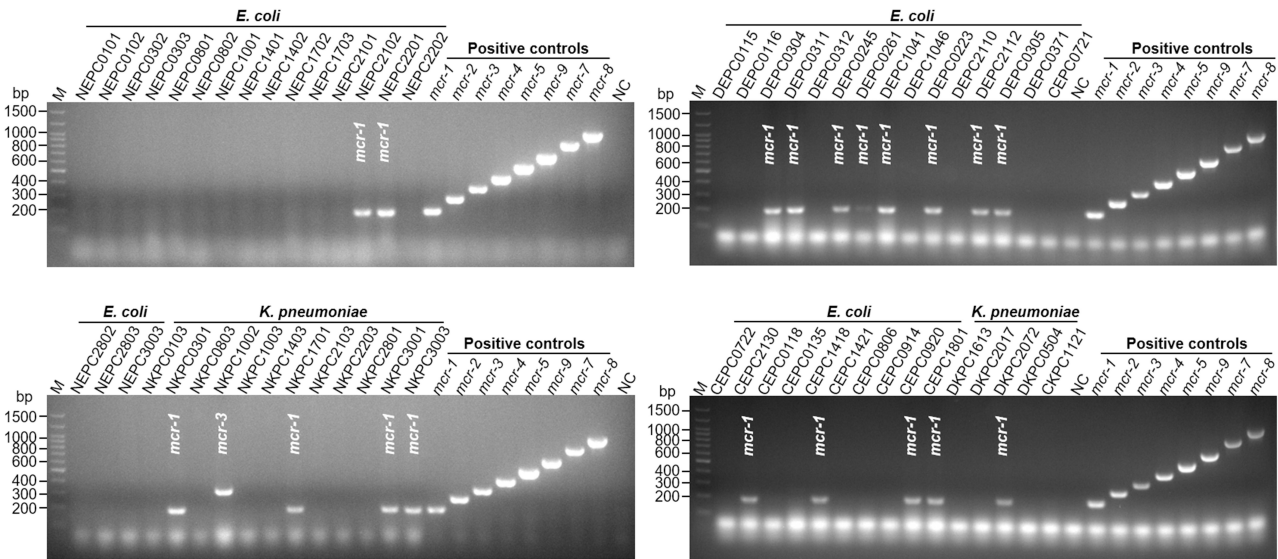 E. coli
bp M NEPC0101 NEPC0102 NEPC0302 NEPC0303 NEPC0801 NEPC0802 NEPC1001 NEPC1401 NEPC1402 NEPC1702 NEPC1703 NEPC2101 NEPC2102 NEPC2201 NEPC2202 Positive controls mcr-1 mcr-2 mcr-3 mcr-4 mcr-5 mcr-9 mcr-7 mcr-8 NC
1500
1000
800
600
400
300
200
mcr-1 mcr-1
E. coli
bp M DEPC0115 DEPC0116 DEPC0304 DEPC0311 DEPC0312 DEPC0245 DEPC0261 DEPC1041 DEPC1046 DEPC0223 DEPC2110 DEPC2112 DEPC0305 DEPC0371 CEPC0721 NC Positive controls mcr-1 mcr-2 mcr-3 mcr-4 mcr-5 mcr-9 mcr-7 mcr-8
1500
1000
800
600
400
300
200
mcr-1 mcr-1 mcr-1 mcr-1 mcr-1 mcr-1 mcr-1 mcr-1
E. coli K. pneumoniae
bp M NEPC2802 NEPC2803 NEPC3003 NKPC0103 NKPC0301 NKPC0803 NKPC1002 NKPC1003 NKPC1403 NKPC1701 NKPC2103 NKPC2203 NKPC2801 NKPC3001 NKPC3003 Positive controls mcr-1 mcr-2 mcr-3 mcr-4 mcr-5 mcr-9 mcr-7 mcr-8 NC
1500
1000
800
600
400
300
200
mcr-1 mcr-3 mcr-1 mcr-1 mcr-1
E. coli K. pneumoniae
bp M CEPC0722 CEPC2130 CEPC0118 CEPC0135 CEPC1418 CEPC1421 CEPC0806 CEPC0914 CEPC0920 CEPC1801 DKPC1613 DKPC2017 DKPC2072 DKPC0504 CKPC1121 NC Positive controls mcr-1 mcr-2 mcr-3 mcr-4 mcr-5 mcr-9 mcr-7 mcr-8
1500
1000
800
600
400
300
200
mcr-1 mcr-1 mcr-1 mcr-1 mcr-1